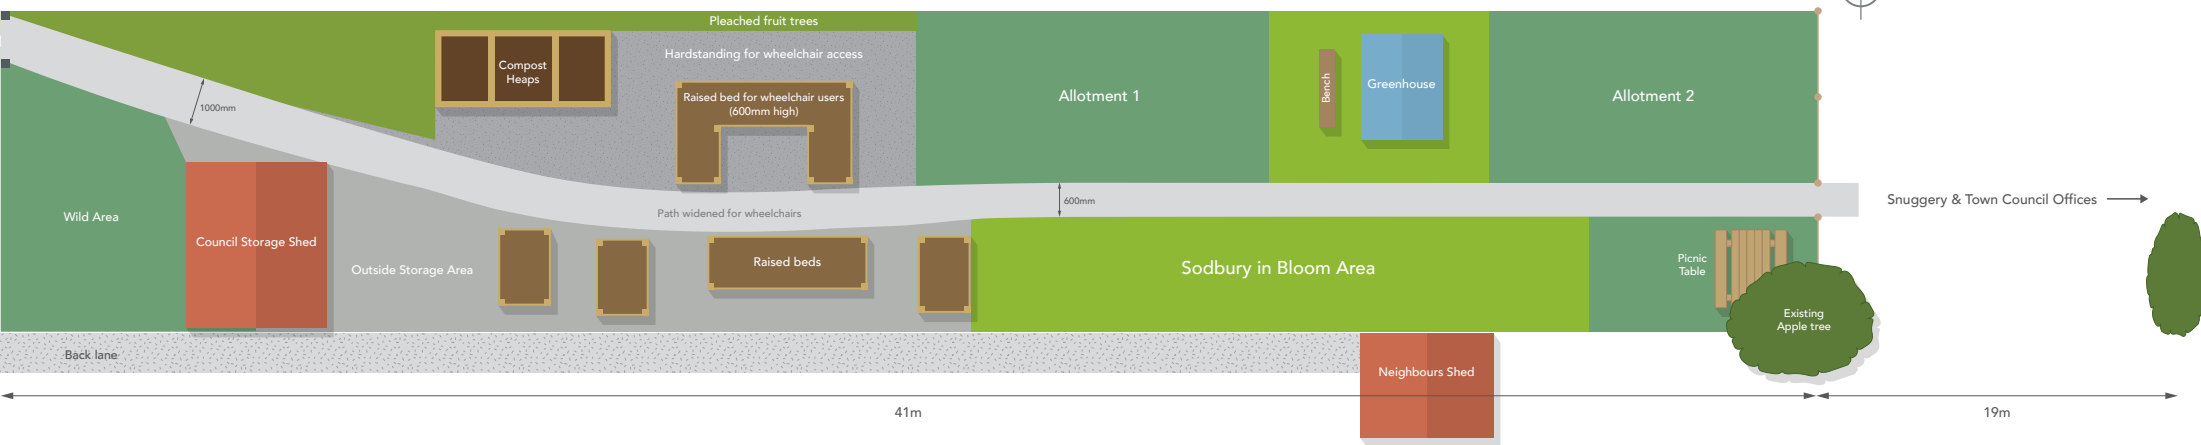 Pleached fruit trees
Hardstanding for wheelchair access
Compost
Heaps
Raised bed for wheelchair users
(600mm high)
1000mm
Allotment 1
Bench
Greenhouse
Allotment 2
Wild Area
Council Storage Shed
Outside Storage Area
Path widened for wheelchairs
600mm
Snuggery & Town Council Offices
Raised beds
Sodbury in Bloom Area
Picnic
Table
Existing
Apple tree
Back lane
Neighbours Shed
41m
19m